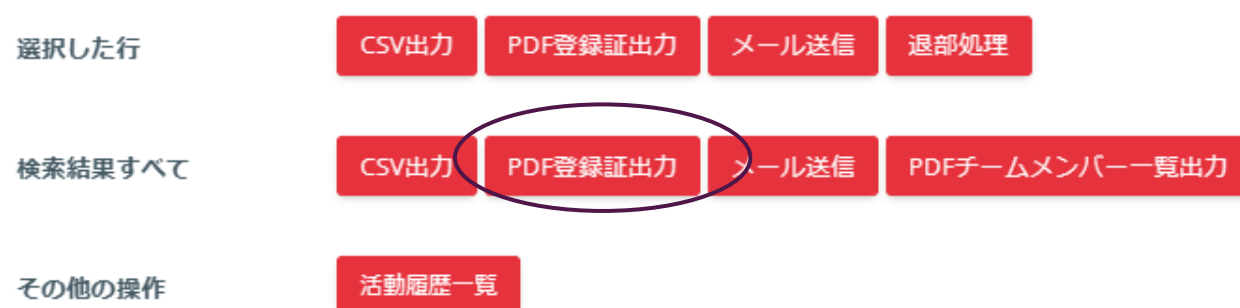 選択した行 CSV出力 PDF登録証出力 メール送信 退部処理
検索結果すべて CSV出力 PDF登録証出力 メール送信 PDFチームメンバー一覧出力
その他の操作 活動履歴一覧